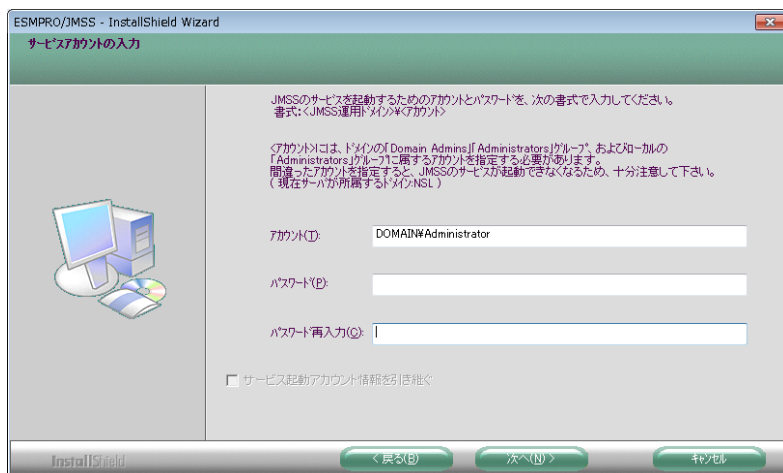 ESMPRO/JMSS - InstallShield Wizard
サービスアカウントの入力
JMSSのサービスを起動するためのアカウントとパスワードを、次の書式で入力してください。
書式:<JMSS運用ドメイン>¥<アカウント>
<アカウント>には、ドメインの「Domain Admins」「Administrators」グループ、およびローカルの
「Administrators」グループに属するアカウントを指定する必要があります。
間違ったアカウントを指定すると、JMSSのサービスが起動できなくなるため、十分注意して下さい。
( 現在サーバが所属するドメイン:NSL )
アカウント(T):
DOMAIN¥Administrator
パスワード(P):
パスワード再入力(C):
サービス起動アカウント情報を引き継ぐ
InstallShield
< 戻る(B)
次へ(N) >
キャンセル